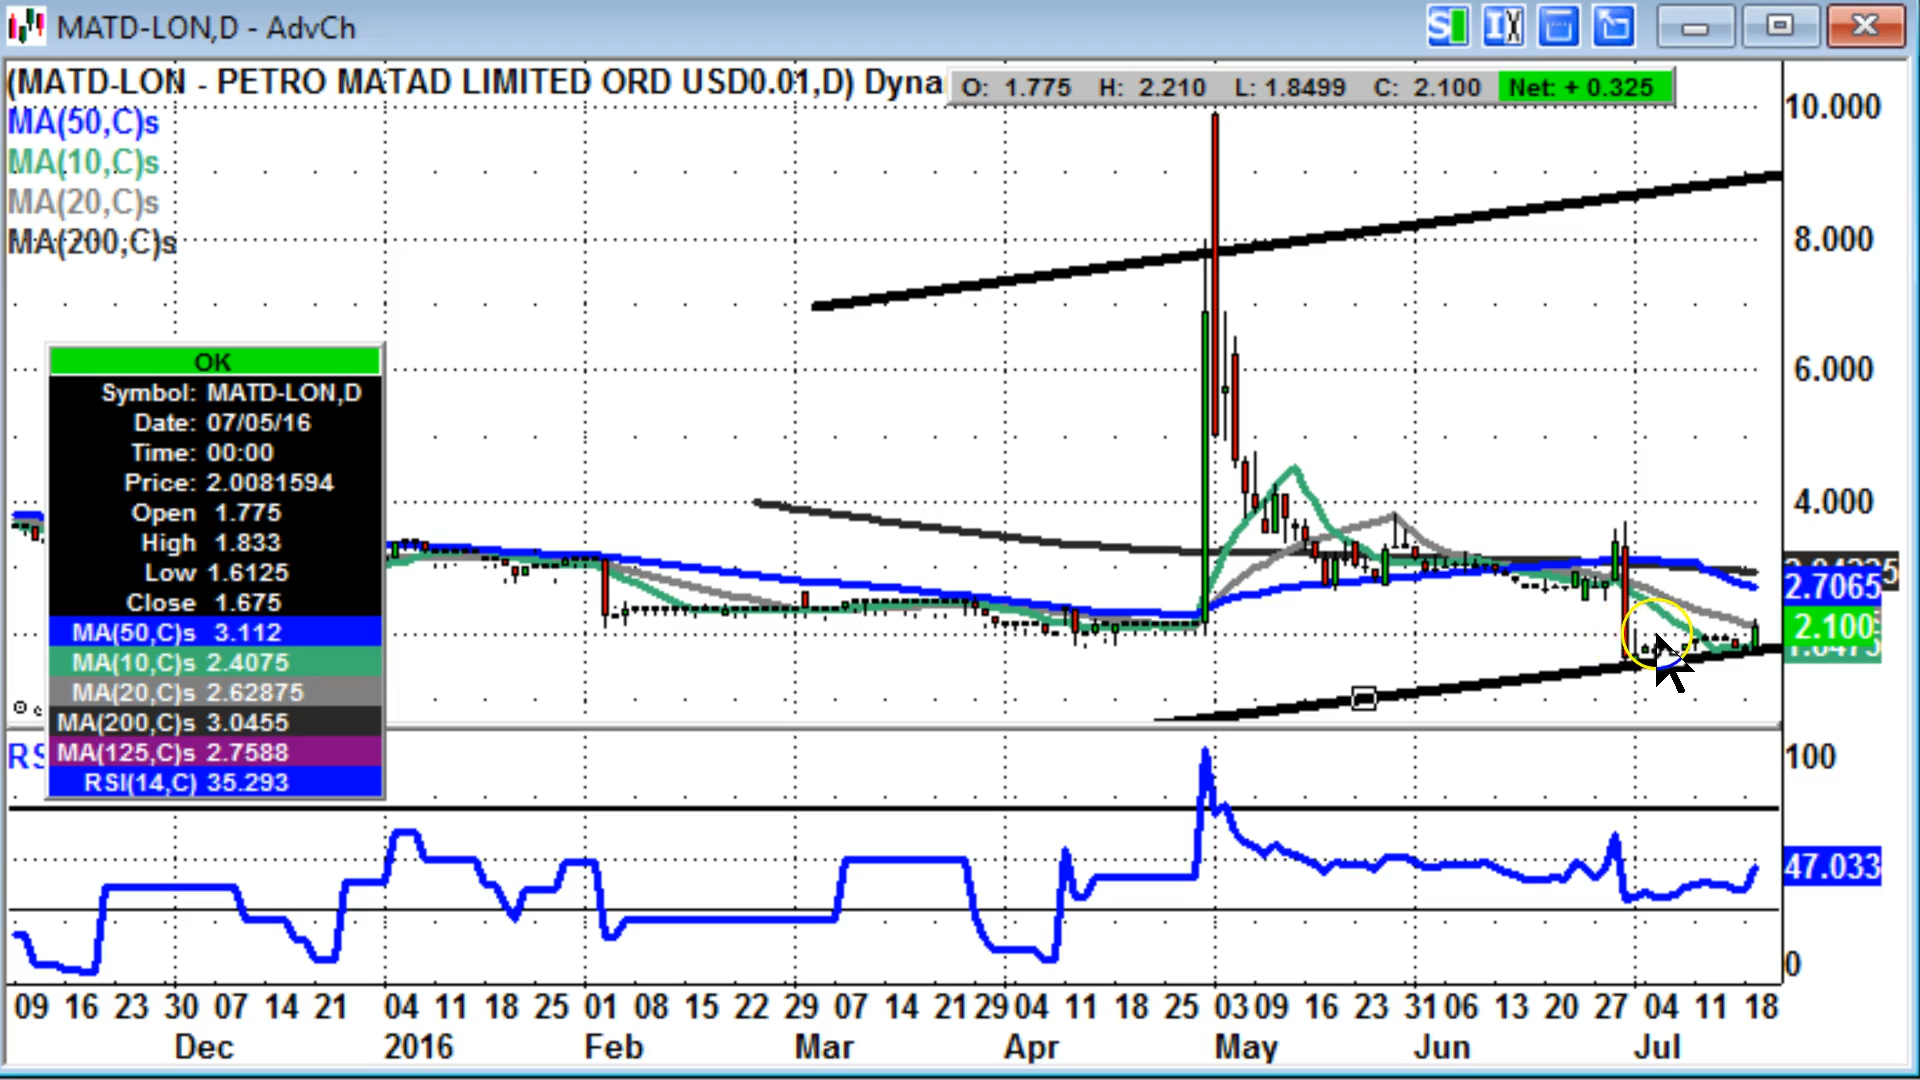 MATD-LON,D - AdvCh
(MATD-LON - PETRO MATAD LIMITED ORD USD0.01,D) Dyna
O: 1.775 H: 2.210 L: 1.8499 C: 2.100 Net: + 0.325
MA(50,C)s
MA(10,C)s
MA(20,C)s
MA(200,C)s
10.000
8.000
6.000
4.000
2.7065
2.100
OK
Symbol: MATD-LON,D
Date: 07/05/16
Time: 00:00
Price: 2.0081594
Open 1.775
High 1.833
Low 1.6125
Close 1.675
MA(50,C)s 3.112
MA(10,C)s 2.4075
MA(20,C)s 2.62875
MA(200,C)s 3.0455
MA(125,C)s 2.7588
RSI(14,C) 35.293
RS
100
47.033
0
09 16 23 30 07 14 21 04 11 18 25 01 08 15 22 29 07 14 21 29 04 11 18 25 03 09 16 23 31 06 13 20 27 04 11 18
Dec 2016 Feb Mar Apr May Jun Jul